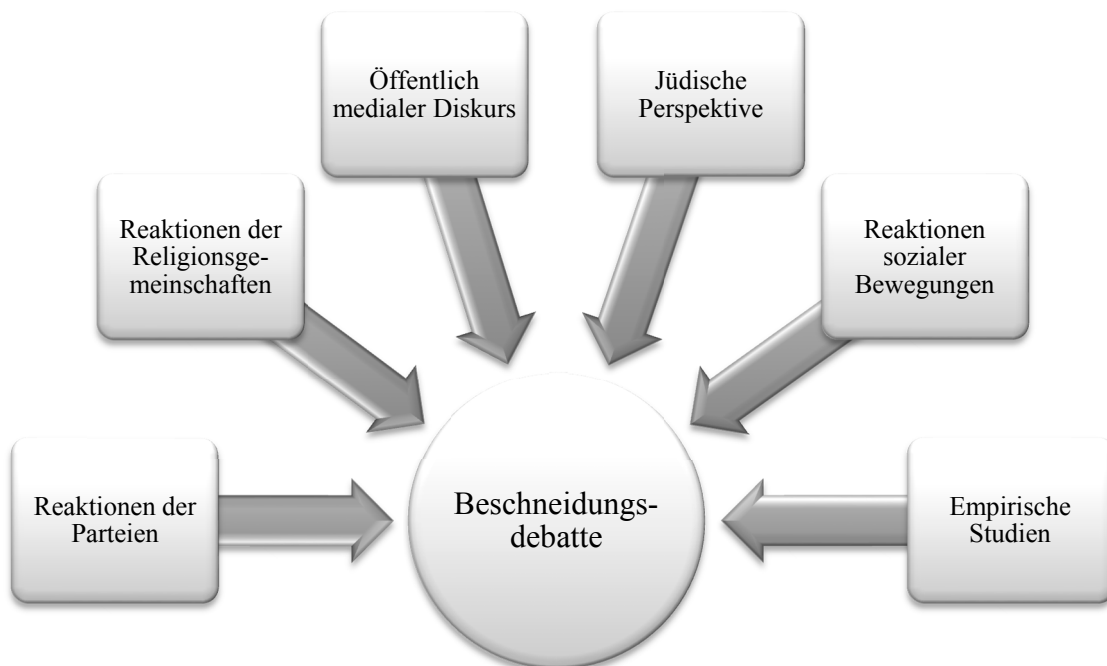 Öffentlich
medialer Diskurs
Jüdische
Perspektive
Reaktionen der
Religionsge-
meinschaften
Reaktionen
sozialer
Bewegungen
Reaktionen der
Parteien
Beschneidungs-
debatte
Empirische
Studien